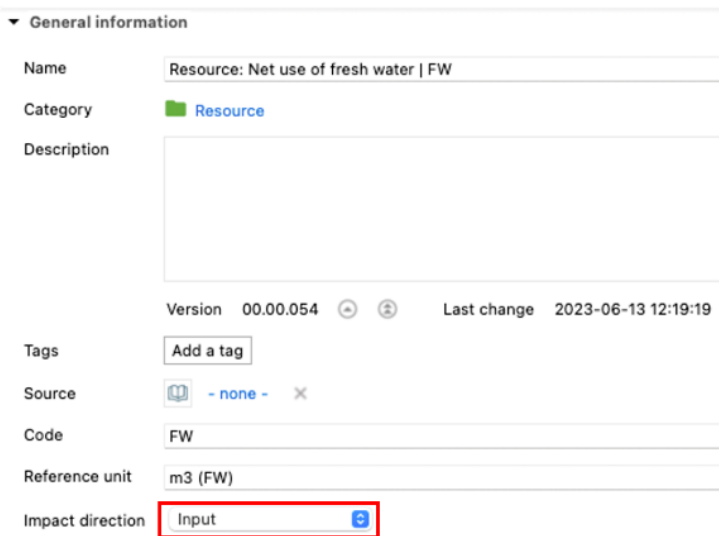 General information
Name Resource: Net use of fresh water | FW
Category Resource
Description
Version 00.00.054 Last change 2023-06-13 12:19:19
Tags Add a tag
Source - none -
Code FW
Reference unit m3 (FW)
Impact direction Input